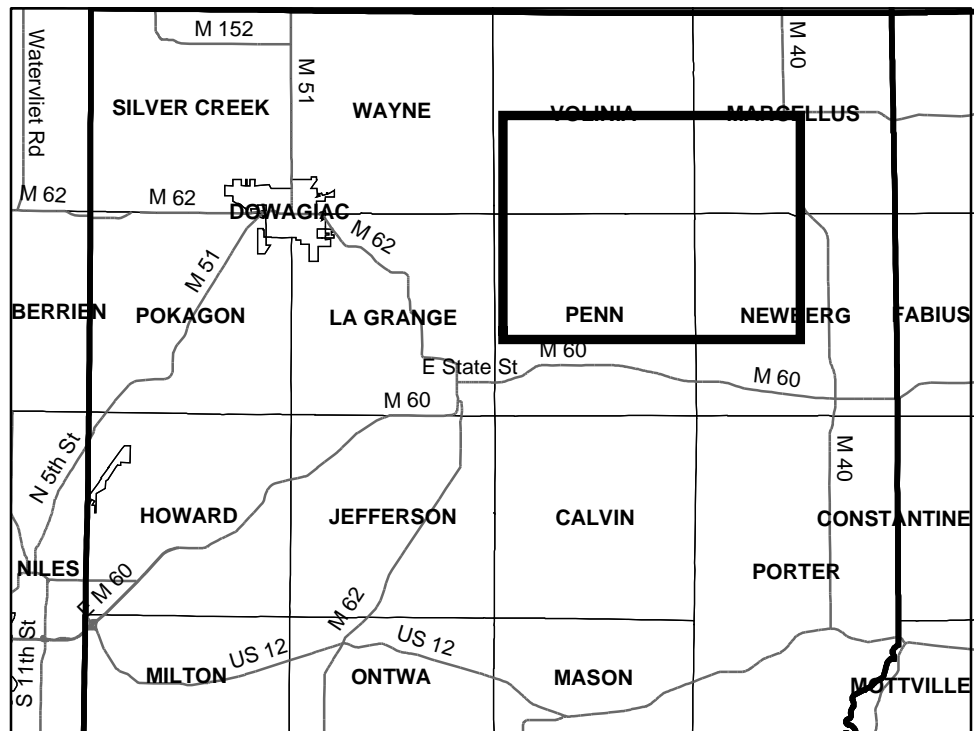 M 152
M 40
Watervliet Rd
M 51
SILVER CREEK
WAYNE
VOLINIA
MARCELLUS
M 62
M 62
DOWAGIAC
M 62
M 51
BERRIEN
POKAGON
LA GRANGE
PENN
NEWBERG
FABIUS
M 60
E State St
M 60
M 60
N 5th St
M 40
HOWARD
JEFFERSON
CALVIN
CONSTANTINE
NILES
PORTER
E M 60
M 62
S 11th St
US 12
US 12
MILTON
ONTWA
MASON
MOTTVILLE